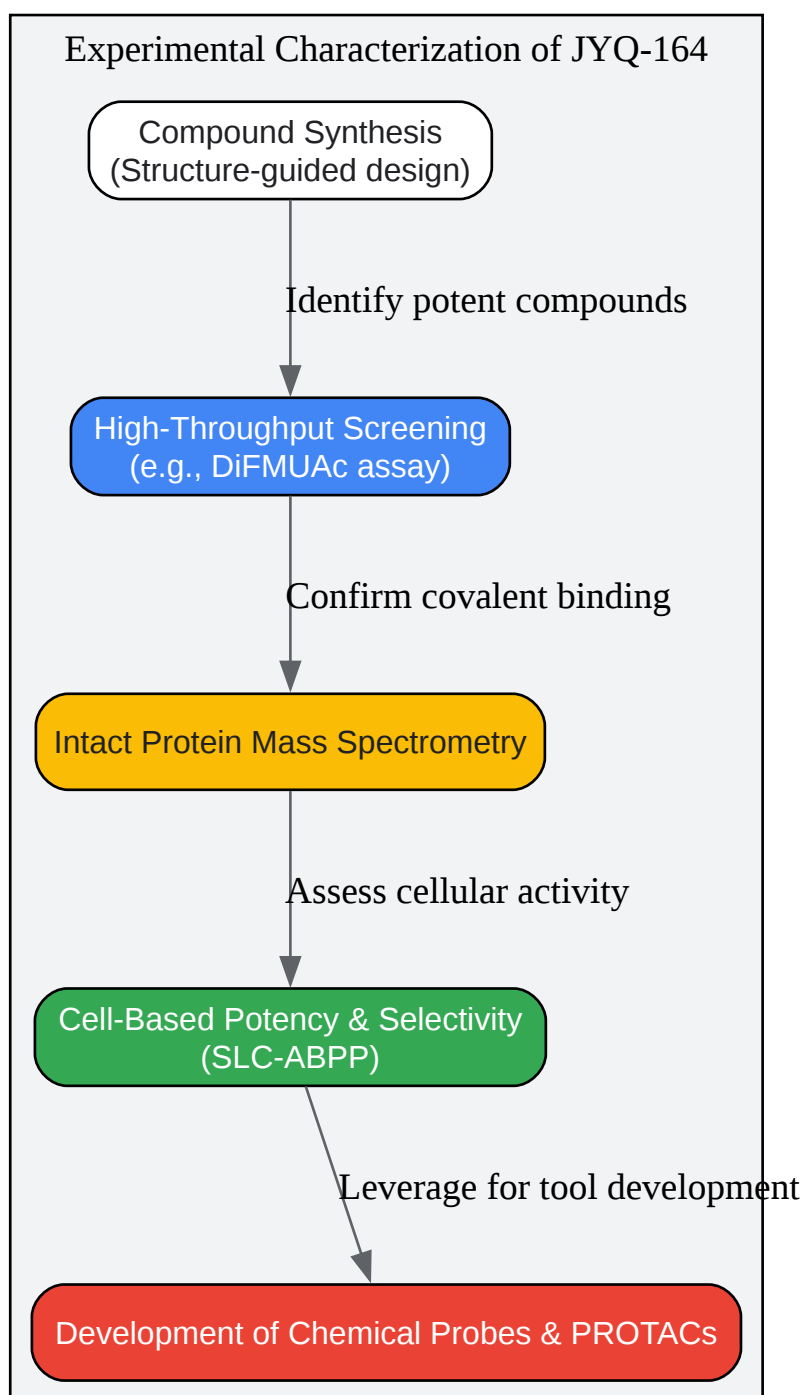 Experimental Characterization of JYQ-164
Compound Synthesis
(Structure-guided design)
Identify potent compounds
High-Throughput Screening
(e.g., DiFMUAc assay)
Confirm covalent binding
Intact Protein Mass Spectrometry
Assess cellular activity
Cell-Based Potency & Selectivity
(SLC-ABPP)
Leverage for tool development
Development of Chemical Probes & PROTACs